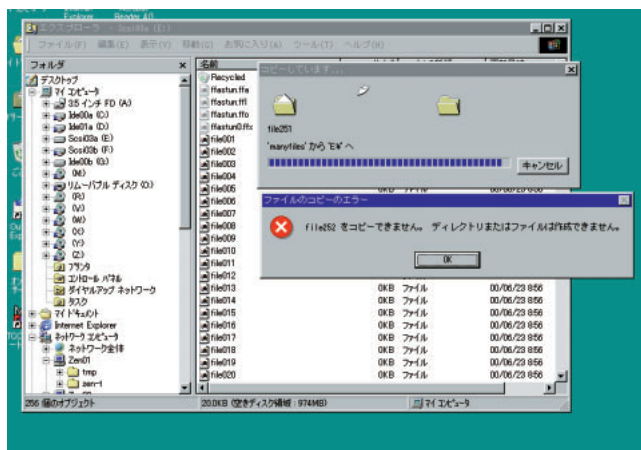 Internet Explorer
Acrobat Reader 4.0
エクスプローラ - Scsi03a (E:)
ファイル(F) 編集(E) 表示(V) 移動(G) お気に入り(A) ツール(T) ヘルプ(H)
フォルダ
デスクトップ
マイ コンピュータ
3.5 インチ FD (A:)
Ide00a (C:)
Ide01a (D:)
Scsi03a (E:)
Scsi03b (F:)
Ide00b (G:)
(M:)
リムーバブル ディスク (O:)
(R:)
(V:)
(W:)
(X:)
(Y:)
(Z:)
プリンタ
コントロール パネル
ダイヤルアップ ネットワーク
タスク
マイ ドキュメント
Internet Explorer
ネットワーク コンピュータ
ネットワーク全体
Zen01
tmp
zen-t
名前
Recycled
ffastun.ffa
ffastun.ffl
ffastun.ffo
ffastun0.ffx
file001
file002
file003
file004
file005
file006
file007
file008
file009
file010
file011
file012
file013 0KB ファイル 00/06/23 8:56
file014 0KB ファイル 00/06/23 8:56
file015 0KB ファイル 00/06/23 8:56
file016 0KB ファイル 00/06/23 8:56
file017 0KB ファイル 00/06/23 8:56
file018 0KB ファイル 00/06/23 8:56
file019 0KB ファイル 00/06/23 8:56
file020 0KB ファイル 00/06/23 8:56
コピーしています...
file251
'manyfiles' から 'E:¥' へ
キャンセル
ファイルのコピーのエラー
file252 をコピーできません。 ディレクトリまたはファイルは作成できません。
OK
256 個のオブジェクト
20.0KB (空きディスク領域 : 974MB)
マイ コンピュータ